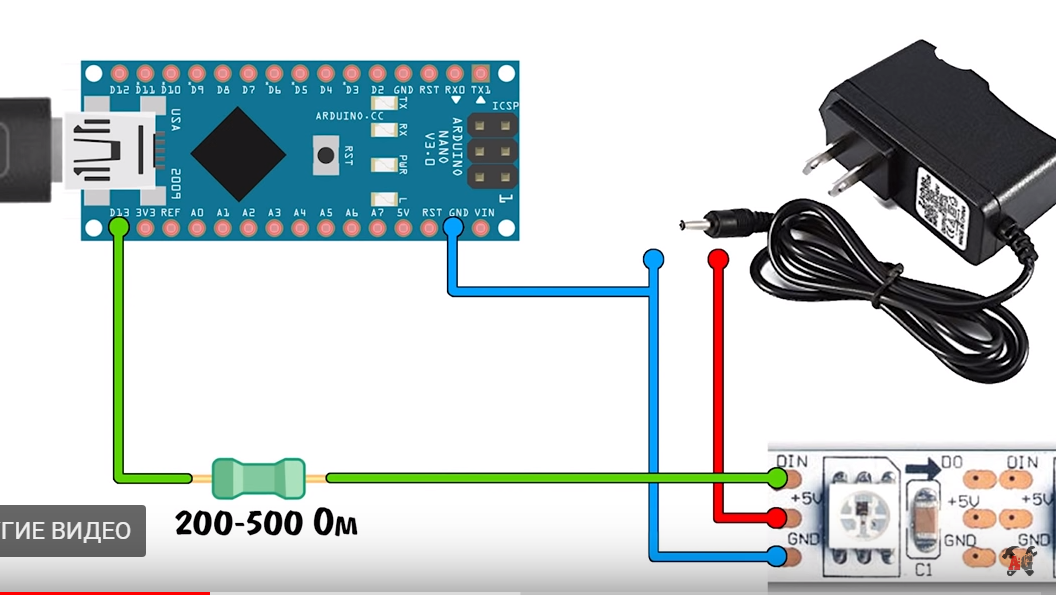 D12 D11 D10 D9 D8 D7 D6 D5 D4 D3 D2 GND RST RX0 TX1
ICSP
TX
ARDUINO.CC
RX
USA
ARDUINO
NANO
V3.0
RST
PWR
2009
L
1
D13 3V3 REF A0 A1 A2 A3 A4 A5 A6 A7 5V RST GND VIN
DIN
DO
DIN
+5V
+5V
+5V
GND
GND
GND
C1
200-500 Ом
ГИЕ ВИДЕО
AG